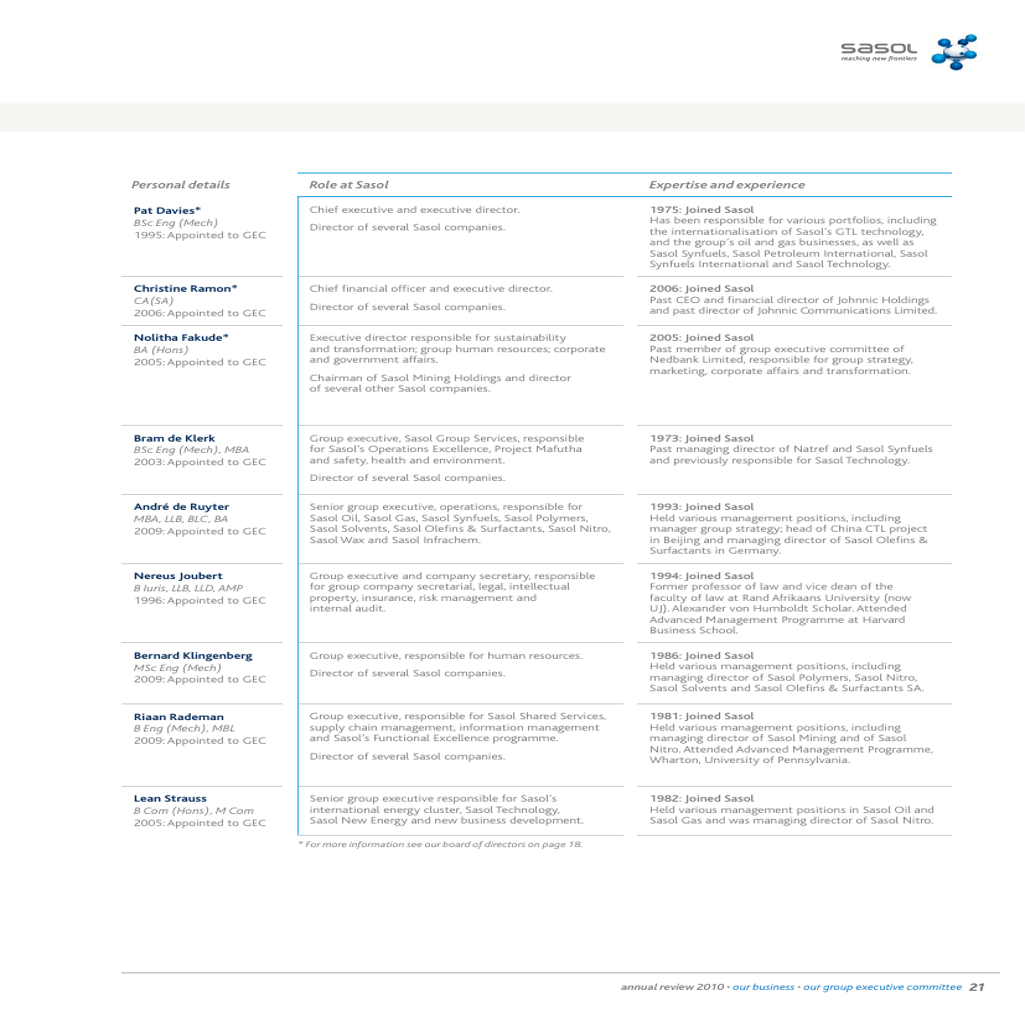 sasol
reaching new frontiers
Personal details
Role at Sasol
Expertise and experience
Pat Davies*
BSc Eng (Mech)
1995: Appointed to GEC
Chief executive and executive director.
Director of several Sasol companies.
1975: Joined Sasol
Has been responsible for various portfolios, including
the internationalisation of Sasol's GTL technology,
and the group's oil and gas businesses, as well as
Sasol Synfuels, Sasol Petroleum International, Sasol
Synfuels International and Sasol Technology.
Christine Ramon*
CA(SA)
2006: Appointed to GEC
Chief financial officer and executive director.
Director of several Sasol companies.
2006: Joined Sasol
Past CEO and financial director of Johnnic Holdings
and past director of Johnnic Communications Limited.
Nolitha Fakude*
BA (Hons)
2005: Appointed to GEC
Executive director responsible for sustainability
and transformation; group human resources; corporate
and government affairs.
Chairman of Sasol Mining Holdings and director
of several other Sasol companies.
2005: Joined Sasol
Past member of group executive committee of
Nedbank Limited, responsible for group strategy,
marketing, corporate affairs and transformation.
Bram de Klerk
BSc Eng (Mech), MBA
2003: Appointed to GEC
Group executive, Sasol Group Services, responsible
for Sasol's Operations Excellence, Project Mafutha
and safety, health and environment.
Director of several Sasol companies.
1973: Joined Sasol
Past managing director of Natref and Sasol Synfuels
and previously responsible for Sasol Technology.
André de Ruyter
MBA, LLB, BLC, BA
2009: Appointed to GEC
Senior group executive, operations, responsible for
Sasol Oil, Sasol Gas, Sasol Synfuels, Sasol Polymers,
Sasol Solvents, Sasol Olefins & Surfactants, Sasol Nitro,
Sasol Wax and Sasol Infrachem.
1993: Joined Sasol
Held various management positions, including
manager group strategy; head of China CTL project
in Beijing and managing director of Sasol Olefins &
Surfactants in Germany.
Nereus Joubert
B Iuris, LLB, LLD, AMP
1996: Appointed to GEC
Group executive and company secretary, responsible
for group company secretarial, legal, intellectual
property, insurance, risk management and
internal audit.
1994: Joined Sasol
Former professor of law and vice dean of the
faculty of law at Rand Afrikaans University (now
UJ). Alexander von Humboldt Scholar. Attended
Advanced Management Programme at Harvard
Business School.
Bernard Klingenberg
MSc Eng (Mech)
2009: Appointed to GEC
Group executive, responsible for human resources.
Director of several Sasol companies.
1986: Joined Sasol
Held various management positions, including
managing director of Sasol Polymers, Sasol Nitro,
Sasol Solvents and Sasol Olefins & Surfactants SA.
Riaan Rademan
B Eng (Mech), MBL
2009: Appointed to GEC
Group executive, responsible for Sasol Shared Services,
supply chain management, information management
and Sasol's Functional Excellence programme.
Director of several Sasol companies.
1981: Joined Sasol
Held various management positions, including
managing director of Sasol Mining and of Sasol
Nitro. Attended Advanced Management Programme,
Wharton, University of Pennsylvania.
Lean Strauss
B Com (Hons), M Com
2005: Appointed to GEC
Senior group executive responsible for Sasol's
international energy cluster, Sasol Technology,
Sasol New Energy and new business development.
1982: Joined Sasol
Held various management positions in Sasol Oil and
Sasol Gas and was managing director of Sasol Nitro.
* For more information see our board of directors on page 18.
annual review 2010 • our business • our group executive committee 21